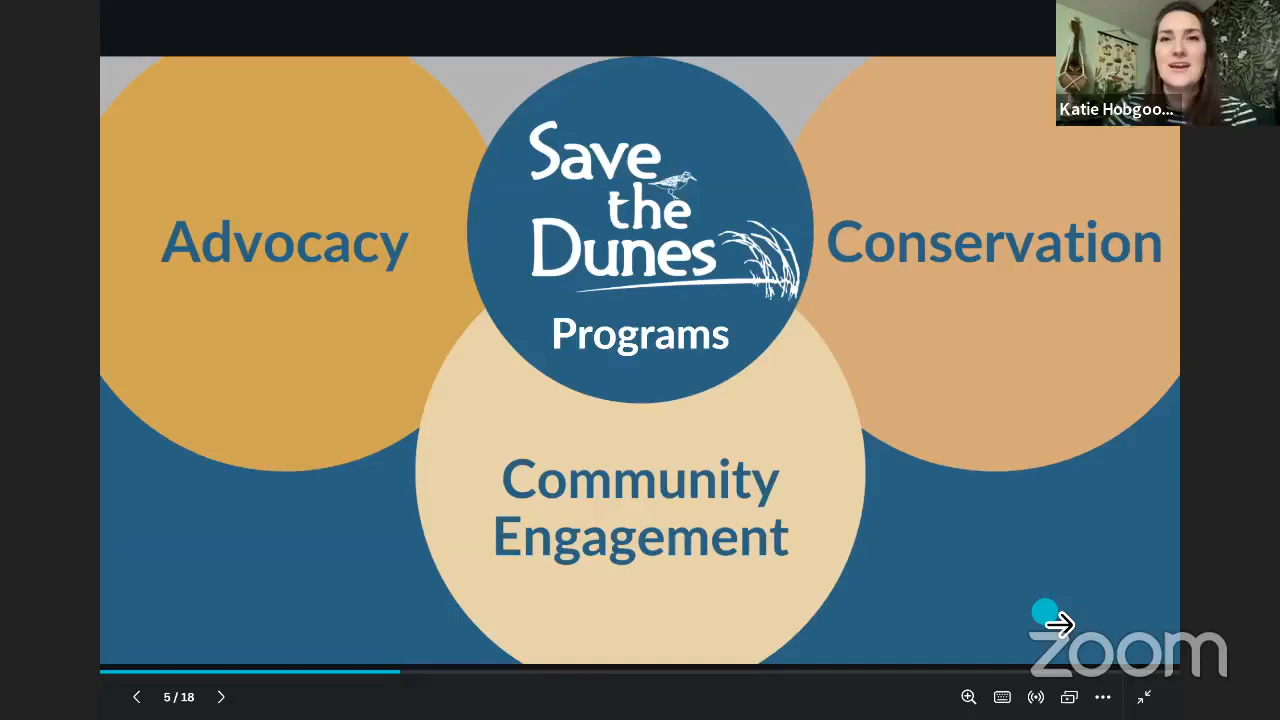 Katie Hobgoo...
Save
the
Dunes
Programs
Advocacy
Conservation
Community
Engagement
zoom
5 / 18